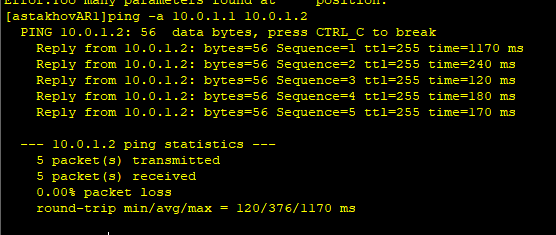 Error:Too many parameters found at      position.
[astakhovAR1]ping -a 10.0.1.1 10.0.1.2
  PING 10.0.1.2: 56  data bytes, press CTRL_C to break
    Reply from 10.0.1.2: bytes=56 Sequence=1 ttl=255 time=1170 ms
    Reply from 10.0.1.2: bytes=56 Sequence=2 ttl=255 time=240 ms
    Reply from 10.0.1.2: bytes=56 Sequence=3 ttl=255 time=120 ms
    Reply from 10.0.1.2: bytes=56 Sequence=4 ttl=255 time=180 ms
    Reply from 10.0.1.2: bytes=56 Sequence=5 ttl=255 time=170 ms
  --- 10.0.1.2 ping statistics ---
    5 packet(s) transmitted
    5 packet(s) received
    0.00% packet loss
    round-trip min/avg/max = 120/376/1170 ms